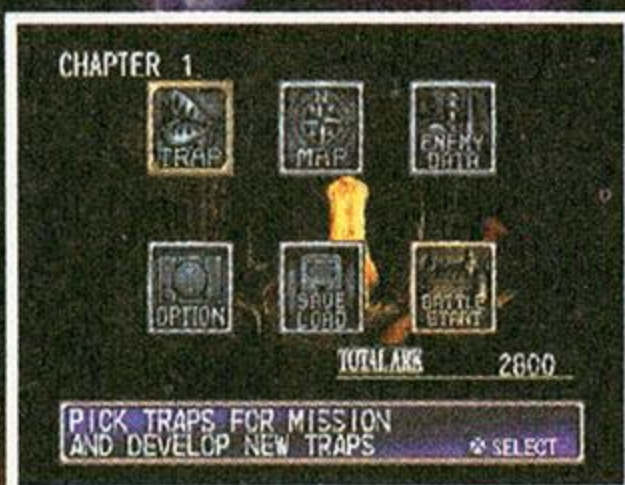 CHAPTER 1
TRAP
MAP
ENEMY
DATA
OPTION
SAVE
LOAD
BATTLE
START
TOTAL ARK 2800
PICK TRAPS FOR MISSION
AND DEVELOP NEW TRAPS
SELECT